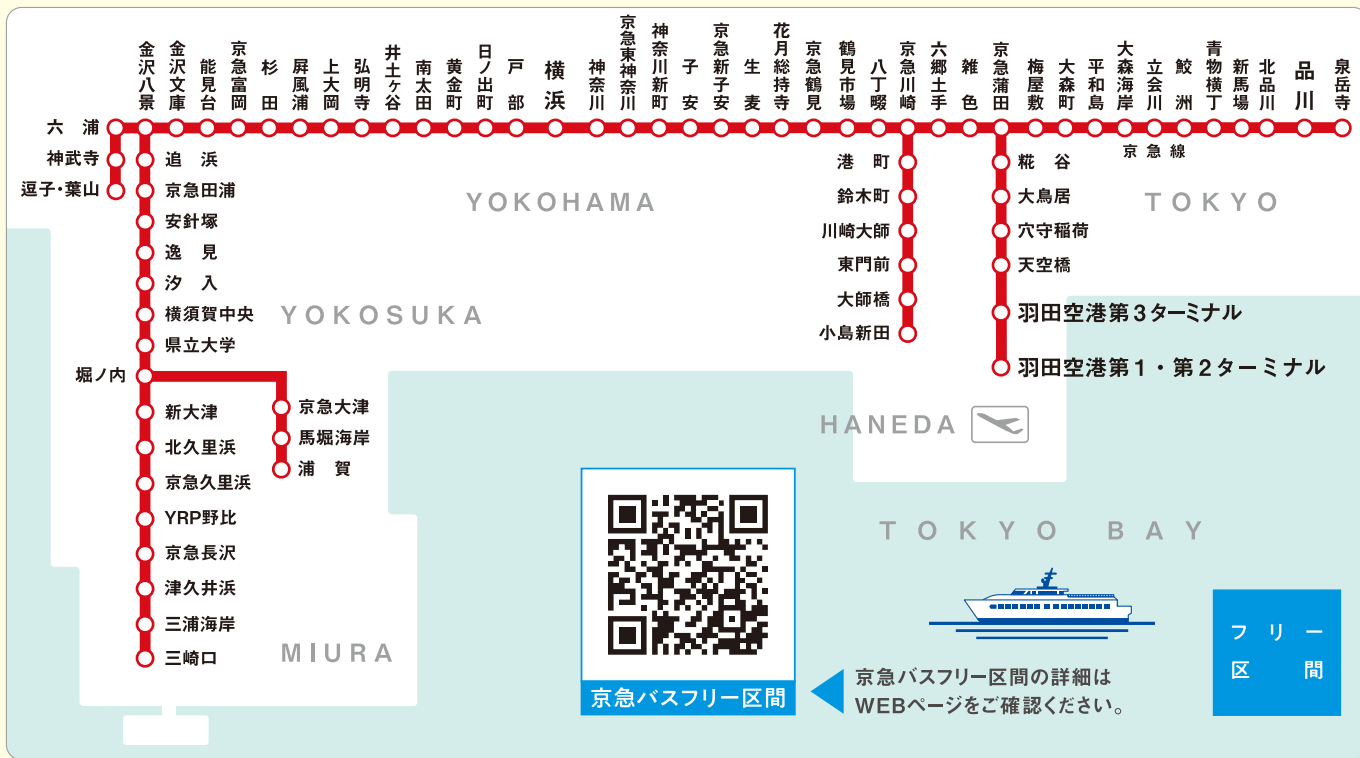 金沢八景
金沢文庫
能見台
京急富岡
杉田
屛風浦
上大岡
弘明寺
井土ヶ谷
南太田
黄金町
日ノ出町
戸部
横浜
神奈川
京急東神奈川
神奈川新町
子安
京急新子安
生麦
花月総持寺
京急鶴見
鶴見市場
八丁畷
京急川崎
六郷土手
雑色
京急蒲田
梅屋敷
大森町
平和島
大森海岸
立会川
鮫洲
青物横丁
新馬場
北品川
品川
泉岳寺
六浦
神武寺
逗子・葉山
京急線
追浜
京急田浦
安針塚
逸見
汐入
横須賀中央
県立大学
堀ノ内
新大津
北久里浜
京急久里浜
YRP野比
京急長沢
津久井浜
三浦海岸
三崎口
京急大津
馬堀海岸
浦賀
港町
鈴木町
川崎大師
東門前
大師橋
小島新田
糀谷
大鳥居
穴守稲荷
天空橋
羽田空港第3ターミナル
羽田空港第1・第2ターミナル
YOKOHAMA
TOKYO
YOKOSUKA
HANEDA
TOKYO BAY
MIURA
京急バスフリー区間
京急バスフリー区間の詳細は
WEBページをご確認ください。
フリー
区間